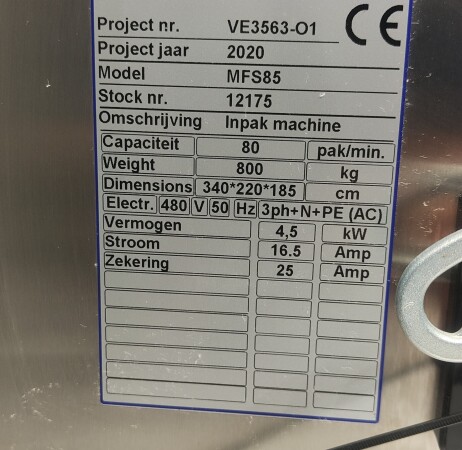 Project nr. VE3563-O1 CE
Project jaar 2020
Model MFS85
Stock nr. 12175
Omschrijving Inpak machine
Capaciteit 80 pak/min.
Weight 800 kg
Dimensions 340*220*185 cm
Electr. 480 V 50 Hz 3ph+N+PE (AC)
Vermogen 4,5 kW
Stroom 16.5 Amp
Zekering 25 Amp